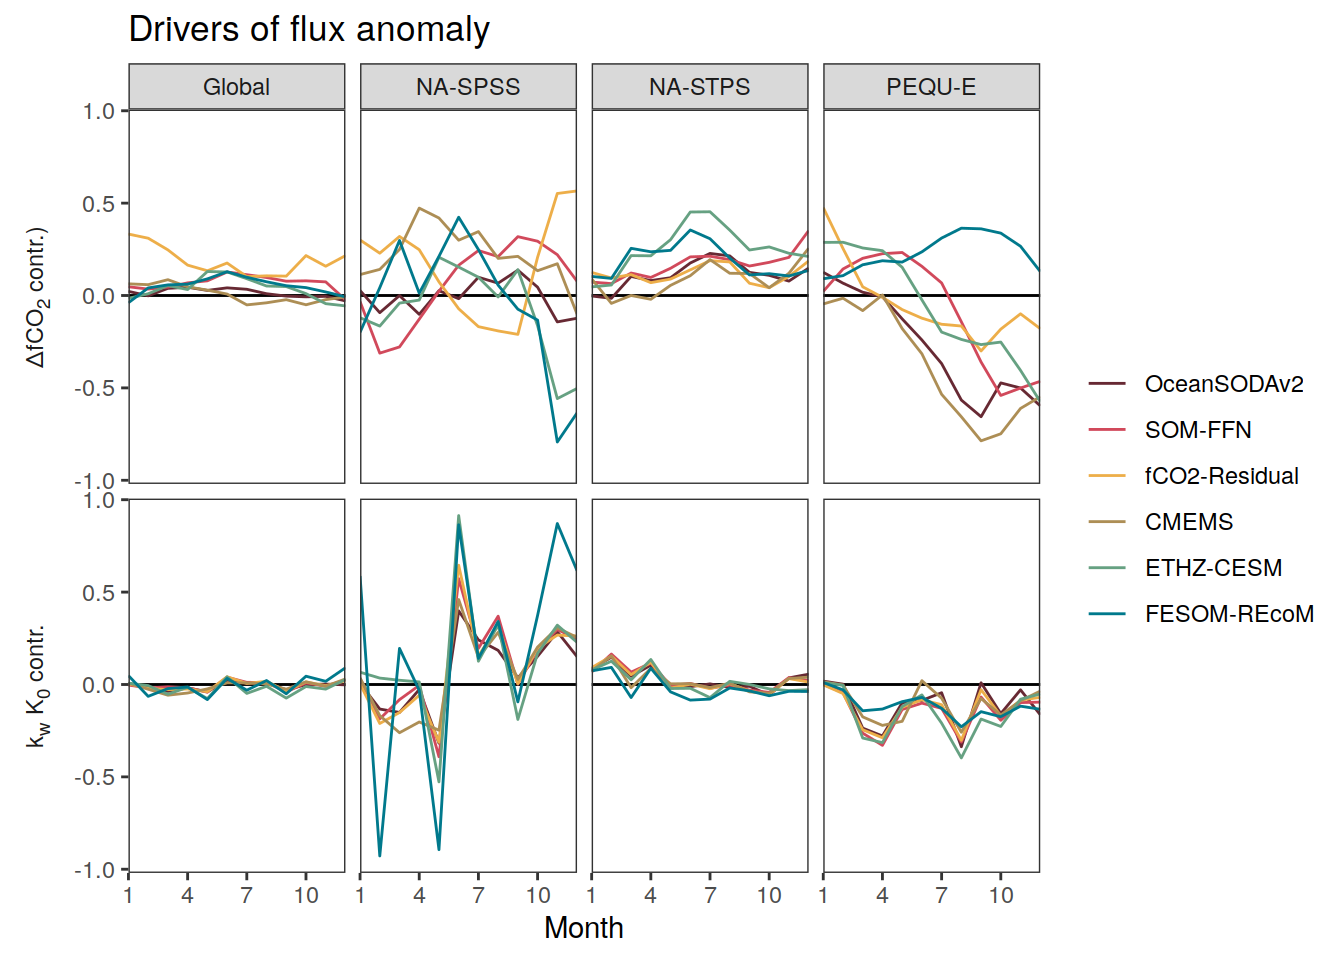 Drivers of flux anomaly
Global NA-SPSS NA-STPS PEQU-E
1.0
0.5
0.0
-0.5
-1.0
ΔfCO2 contr.)
1.0
0.5
0.0
-0.5
-1.0
kw K0 contr.
1 4 7 10 1 4 7 10 1 4 7 10 1 4 7 10
Month
OceanSODAv2
SOM-FFN
fCO2-Residual
CMEMS
ETHZ-CESM
FESOM-REcoM